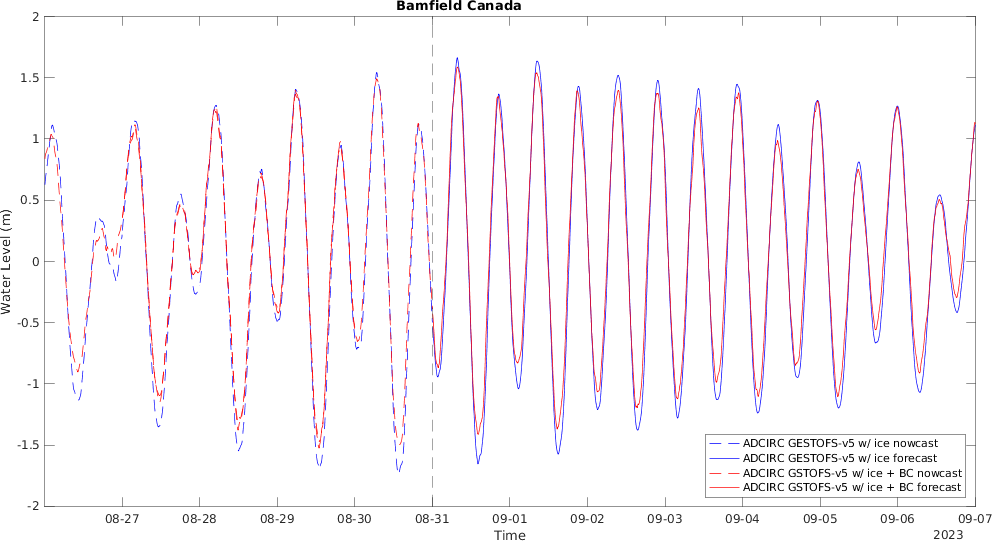 Bamfield Canada
2
1.5
1
0.5
0
-0.5
-1
-1.5
-2
Water Level (m)
ADCIRC GESTOFS-v5 w/ ice nowcast
ADCIRC GESTOFS-v5 w/ ice forecast
ADCIRC GSTOFS-v5 w/ ice + BC nowcast
ADCIRC GSTOFS-v5 w/ ice + BC forecast
08-27 08-28 08-29 08-30 08-31 09-01 09-02 09-03 09-04 09-05 09-06 09-07
Time
2023